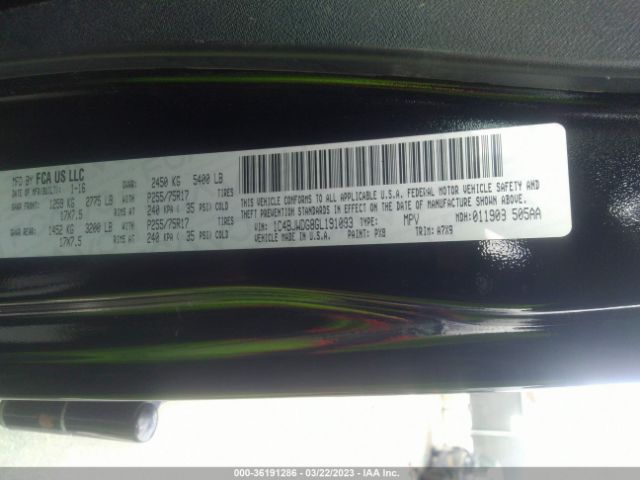 MFD BY FCA US LLC
DATE OF MFR (BUILT): 1-16
GVWR: 2450 KG 5400 LB
GAWR FRONT: 1259 KG 2775 LB
17X7.5 RIMS AT
P255/75R17 TIRES
240 KPA ( 35 PSI) COLD
GAWR REAR: 1452 KG 3200 LB
17X7.5 RIMS AT
P255/75R17 TIRES
240 KPA ( 35 PSI) COLD
THIS VEHICLE CONFORMS TO ALL APPLICABLE U.S.A. FEDERAL MOTOR VEHICLE SAFETY AND
THEFT PREVENTION STANDARDS IN EFFECT ON THE DATE OF MANUFACTURE SHOWN ABOVE.
VIN: 1C4BJWDG8GL191093 TYPE: MPV MDH: 011903 505AA
VEHICLE MADE IN U.S.A. PAINT: PX8 TRIM: A7X9
000-36191286 - 03/22/2023 - IAA Inc.